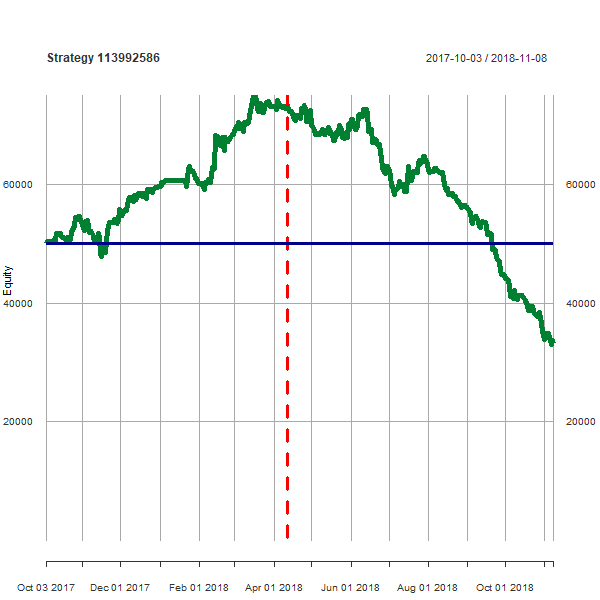 Strategy 113992586
2017-10-03 / 2018-11-08
60000
60000
Equity
40000
40000
20000
20000
Oct 03 2017
Dec 01 2017
Feb 01 2018
Apr 01 2018
Jun 01 2018
Aug 01 2018
Oct 01 2018